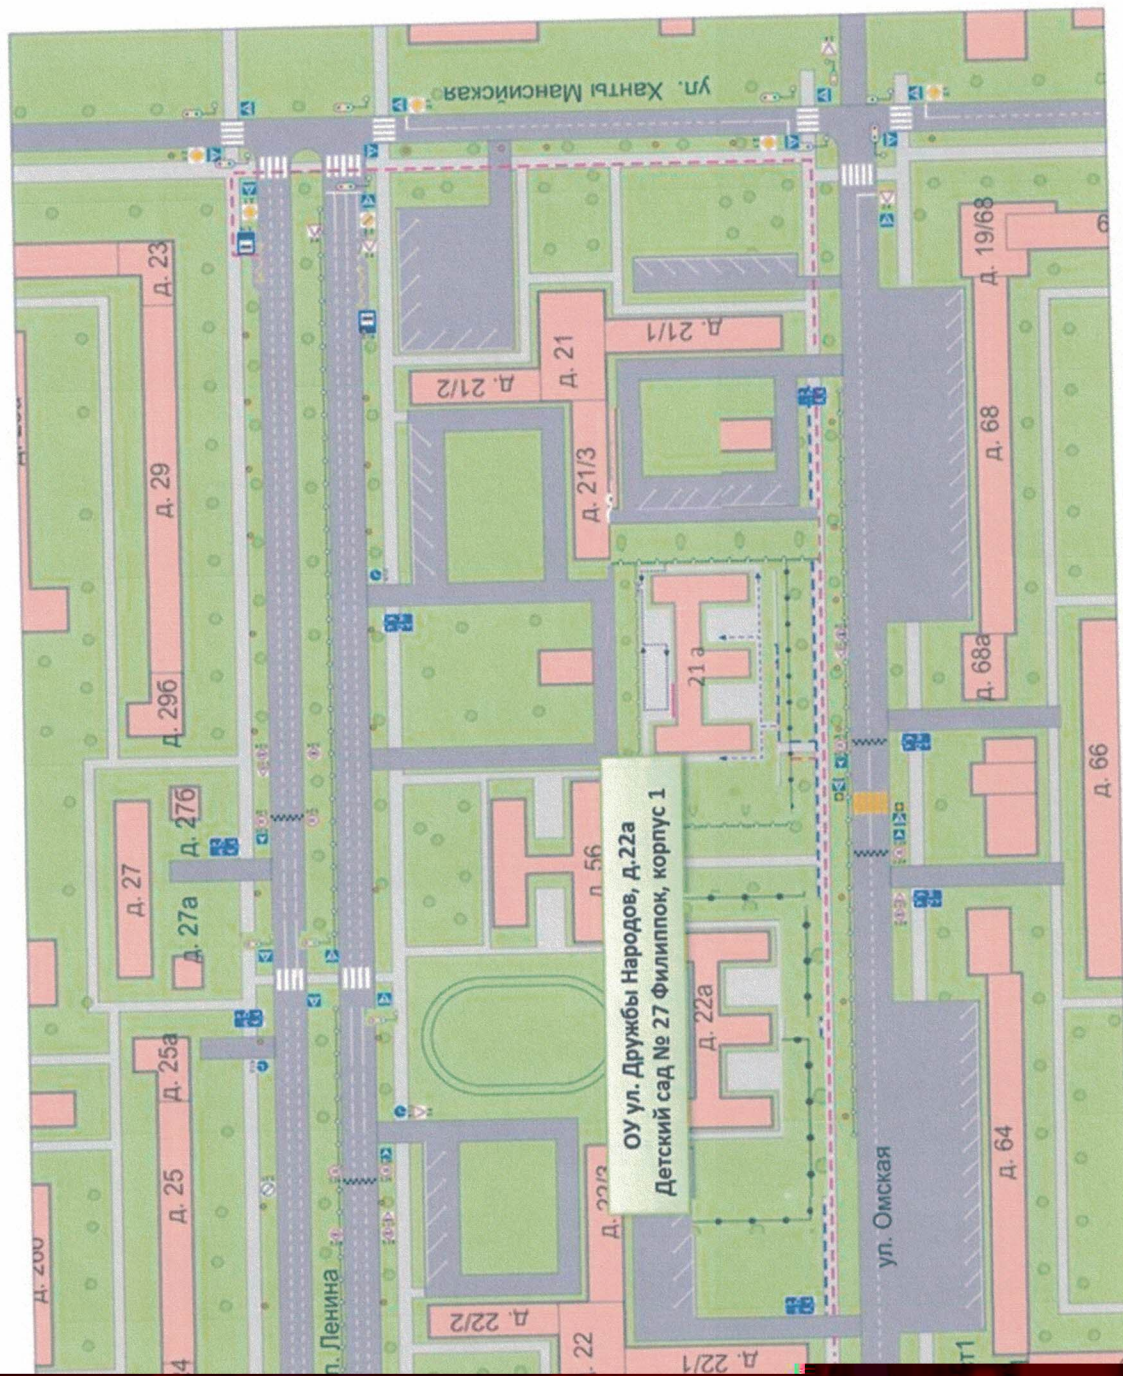 ул. Ханты Мансийская
д. 23
д. 19/68
д. 21/1
д. 21
д. 21/2
д. 29
д. 21/3
д. 68
д. 29б
21 а
д. 68а
д. 27б
д. 66
д. 27
д. 27а
д. 56
ОУ ул. Дружбы Народов, д.22а
Детский сад № 27 Филиппок, корпус 1
д. 22а
д. 25а
д. 25
д. 64
ул. Омская
Ленина
д. 22/2
22
д. 22/1